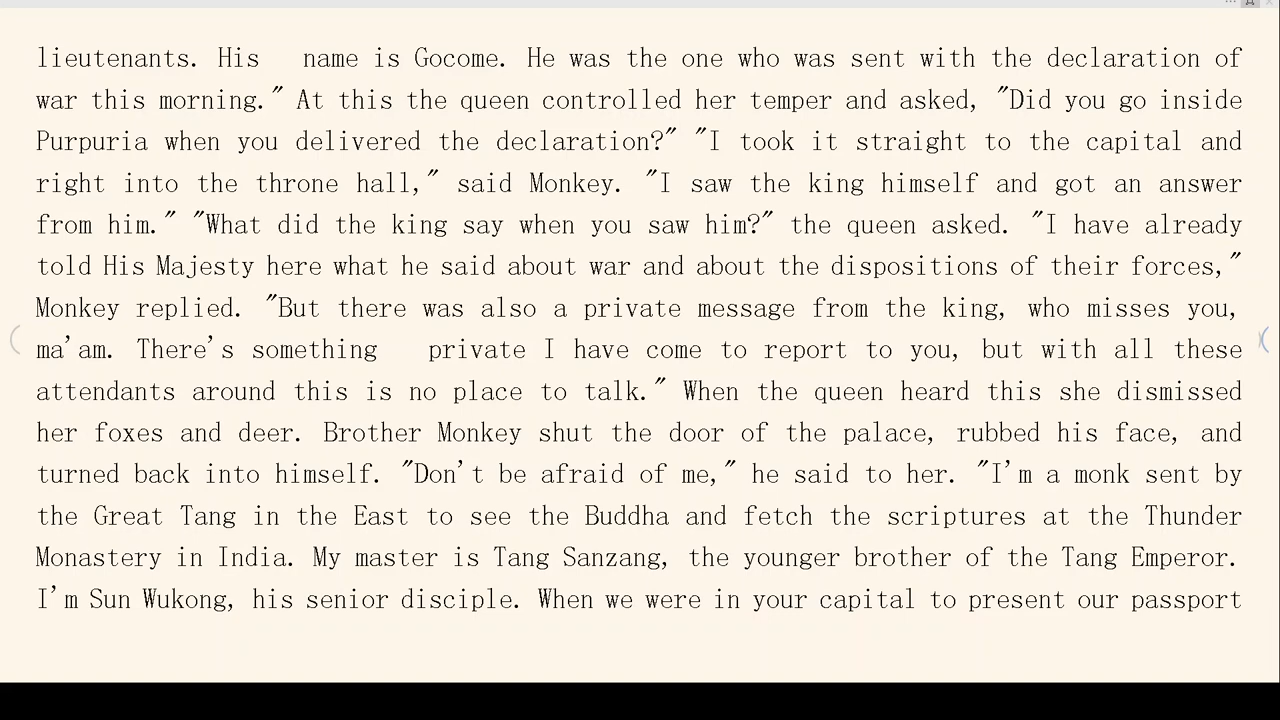 lieutenants. His name is Gocome. He was the one who was sent with the declaration of
war this morning." At this the queen controlled her temper and asked, "Did you go inside
Purpuria when you delivered the declaration?" "I took it straight to the capital and
right into the throne hall," said Monkey. "I saw the king himself and got an answer
from him." "What did the king say when you saw him?" the queen asked. "I have already
told His Majesty here what he said about war and about the dispositions of their forces,"
Monkey replied. "But there was also a private message from the king, who misses you,
ma'am. There's something private I have come to report to you, but with all these
attendants around this is no place to talk." When the queen heard this she dismissed
her foxes and deer. Brother Monkey shut the door of the palace, rubbed his face, and
turned back into himself. "Don't be afraid of me," he said to her. "I'm a monk sent by
the Great Tang in the East to see the Buddha and fetch the scriptures at the Thunder
Monastery in India. My master is Tang Sanzang, the younger brother of the Tang Emperor.
I'm Sun Wukong, his senior disciple. When we were in your capital to present our passport